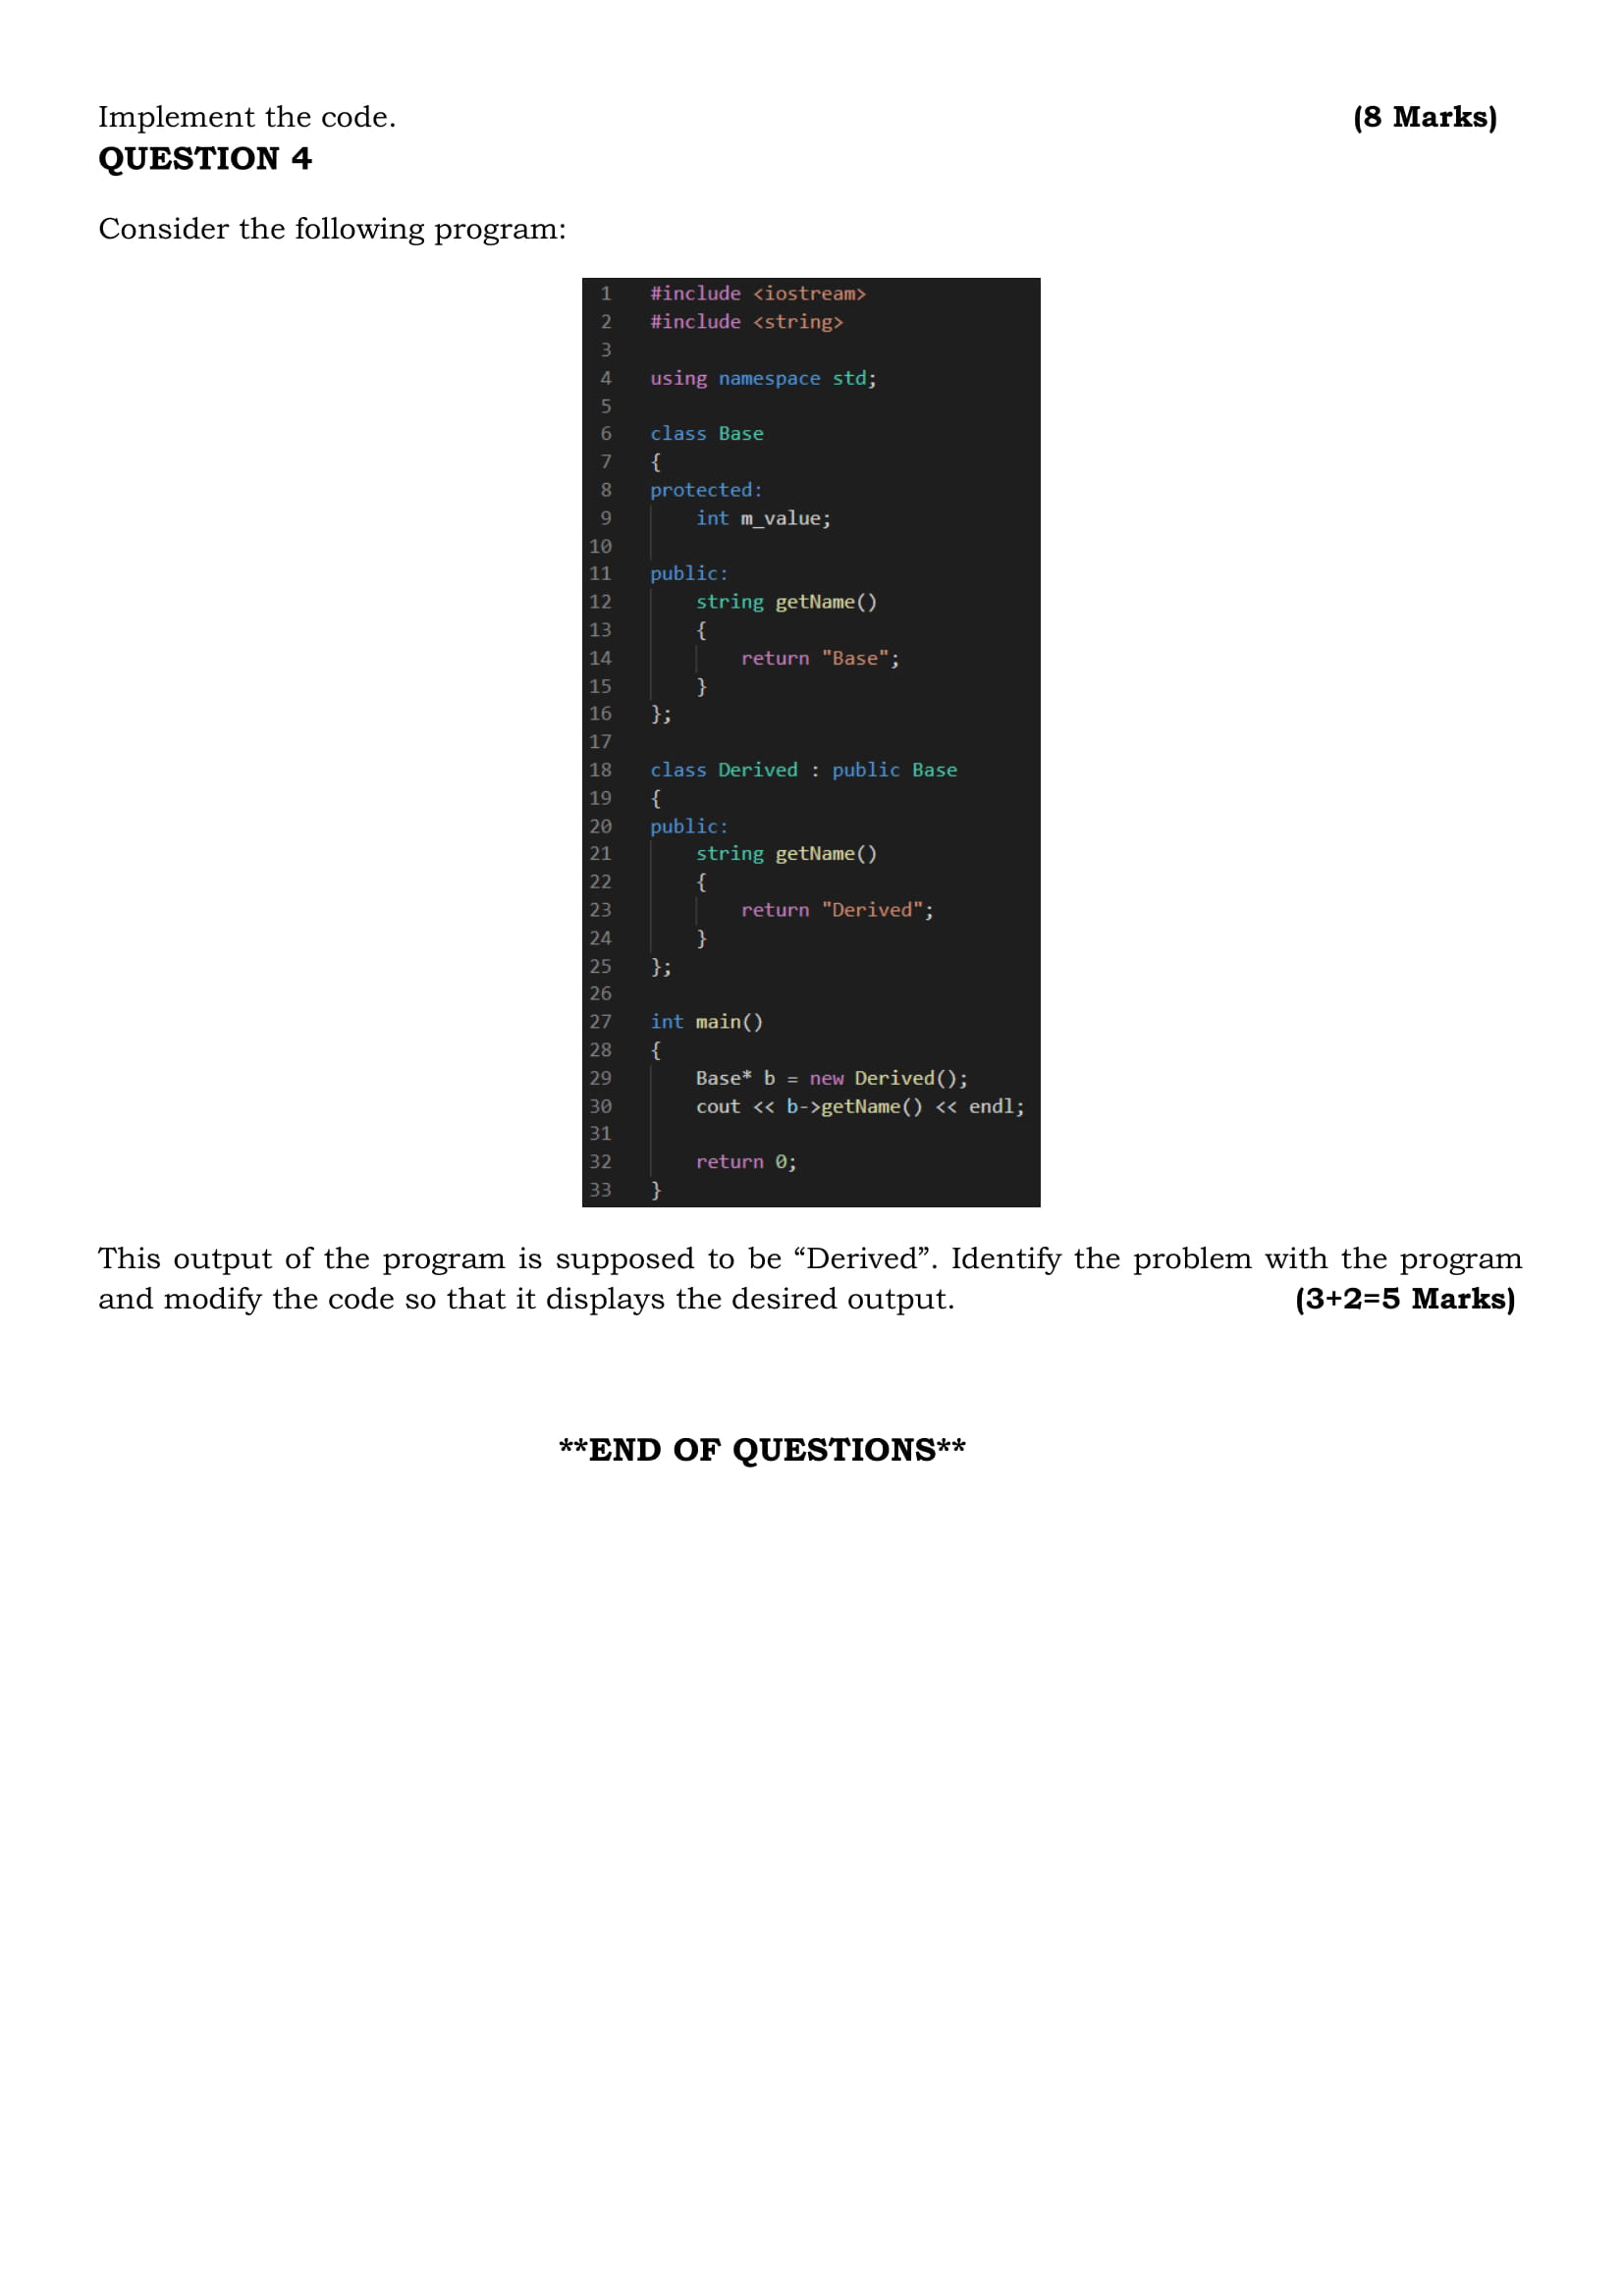 Implement the code. (8 Marks)
QUESTION 4
Consider the following program:
1 #include <iostream>
2 #include <string>
3
4 using namespace std;
5
6 class Base
7 {
8 protected:
9 int m_value;
10
11 public:
12 string getName()
13 {
14 return "Base";
15 }
16 };
17
18 class Derived : public Base
19 {
20 public:
21 string getName()
22 {
23 return "Derived";
24 }
25 };
26
27 int main()
28 {
29 Base* b = new Derived();
30 cout << b->getName() << endl;
31
32 return 0;
33 }
This output of the program is supposed to be “Derived”. Identify the problem with the program
and modify the code so that it displays the desired output. (3+2=5 Marks)
**END OF QUESTIONS**